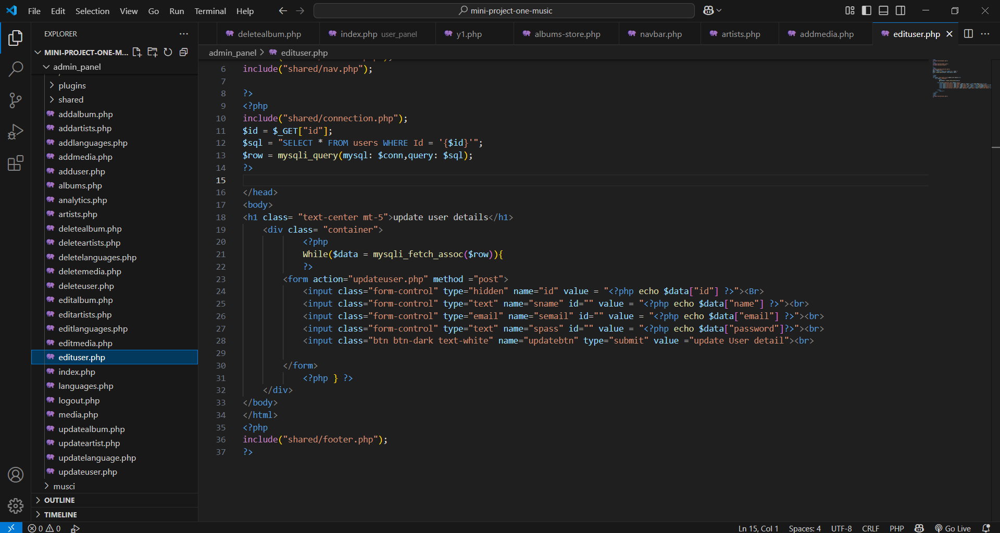 File Edit Selection View Go Run Terminal Help
mini-project-one-music
EXPLORER
MINI-PROJECT-ONE-M...
admin_panel
plugins
shared
addalbum.php
addartists.php
addlanguages.php
addmedia.php
adduser.php
albums.php
analytics.php
artists.php
deletealbum.php
deleteartists.php
deletelanguages.php
deletemedia.php
deleteuser.php
editalbum.php
editartists.php
editlanguages.php
editmedia.php
edituser.php
index.php
languages.php
logout.php
media.php
updatealbum.php
updateartist.php
updatelanguage.php
updateuser.php
musci
OUTLINE
TIMELINE
deletealbum.php index.php user_panel y1.php albums-store.php navbar.php artists.php addmedia.php edituser.php
admin_panel > edituser.php
6 include("shared/nav.php");
7
8 ?>
9 <?php
10 include("shared/connection.php");
11 $id = $_GET["id"];
12 $sql = "SELECT * FROM users WHERE Id = '{$id}'";
13 $row = mysqli_query(mysql: $conn,query: $sql);
14 ?>
15
16 </head>
17 <body>
18 <h1 class= "text-center mt-5">update user details</h1>
19 <div class= "container">
20 <?php
21 While($data = mysqli_fetch_assoc($row)){
22 ?>
23 <form action="updateuser.php" method ="post">
24 <input class="form-control" type="hidden" name="id" value = "<?php echo $data["id"] ?>"><Br>
25 <input class="form-control" type="text" name="sname" id="" value = "<?php echo $data["name"] ?>"><br>
26 <input class="form-control" type="email" name="semail" id="" value = "<?php echo $data["email"] ?>"><br>
27 <input class="form-control" type="text" name="spass" id="" value = "<?php echo $data["password"]?>"><br>
28 <input class="btn btn-dark text-white" name="updatebtn" type="submit" value ="update User detail"><br>
29
30 </form>
31 <?php } ?>
32 </div>
33 </body>
34 </html>
35 <?php
36 include("shared/footer.php");
37 ?>
0 0
Ln 15, Col 1 Spaces: 4 UTF-8 CRLF PHP Go Live